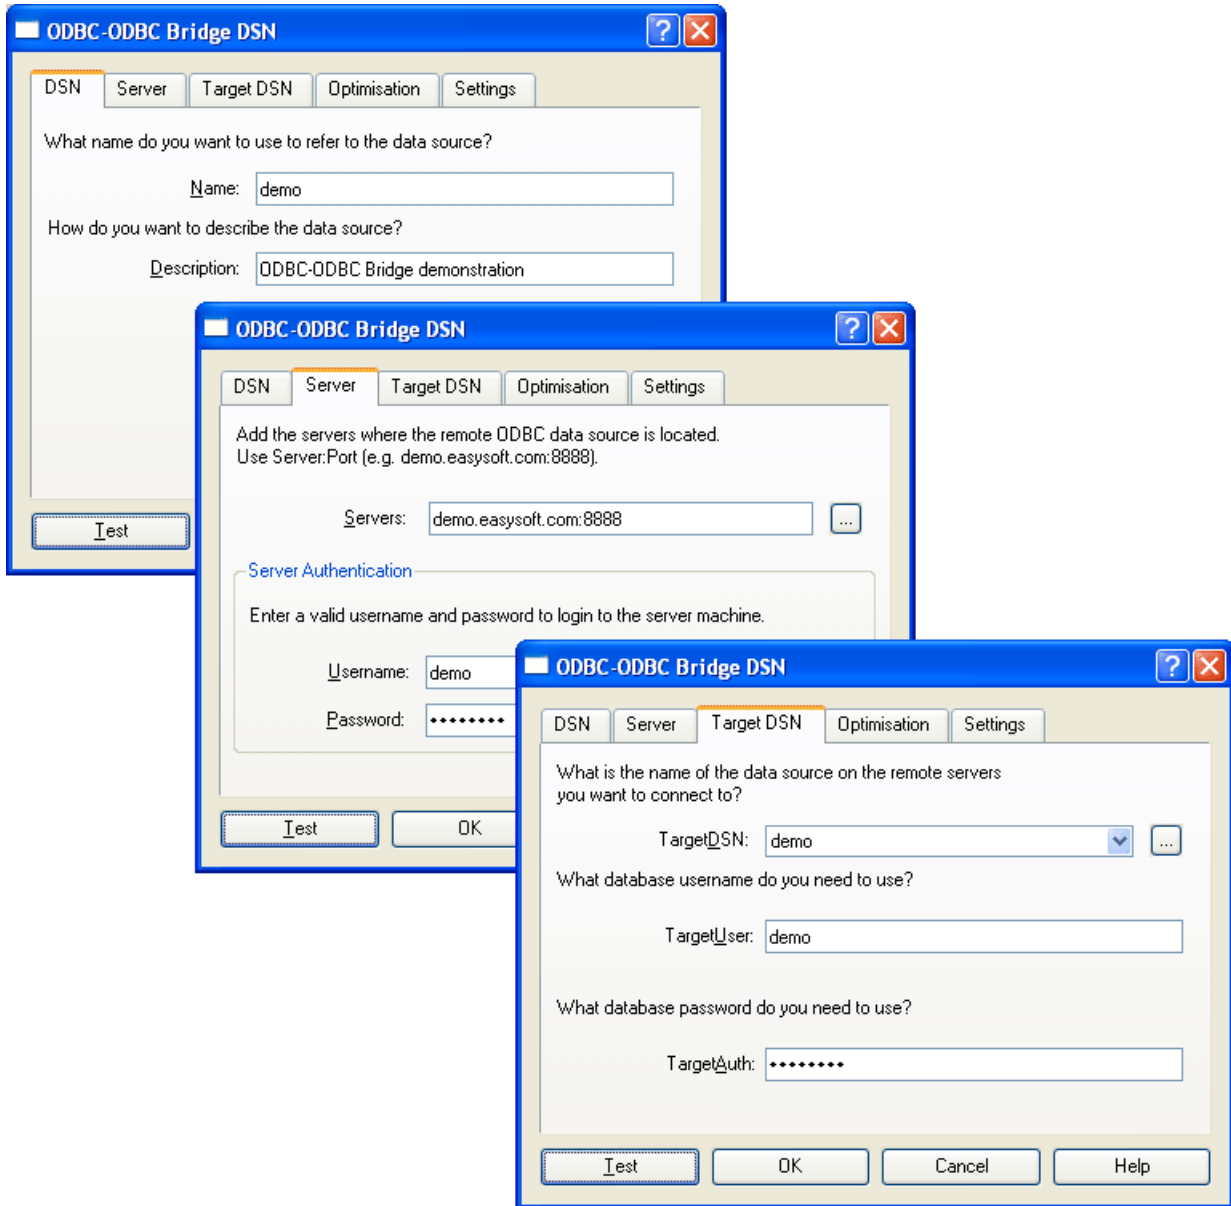 ODBC-ODBC Bridge DSN
DSN Server Target DSN Optimisation Settings
What name do you want to use to refer to the data source?
Name: demo
How do you want to describe the data source?
Description: ODBC-ODBC Bridge demonstration
Test
ODBC-ODBC Bridge DSN
DSN Server Target DSN Optimisation Settings
Add the servers where the remote ODBC data source is located.
Use Server:Port (e.g. demo.easysoft.com:8888).
Servers: demo.easysoft.com:8888 ...
Server Authentication
Enter a valid username and password to login to the server machine.
Username: demo
Password: ••••••••
Test OK
ODBC-ODBC Bridge DSN
DSN Server Target DSN Optimisation Settings
What is the name of the data source on the remote servers
you want to connect to?
TargetDSN: demo ...
What database username do you need to use?
TargetUser: demo
What database password do you need to use?
TargetAuth: ••••••••
Test OK Cancel Help